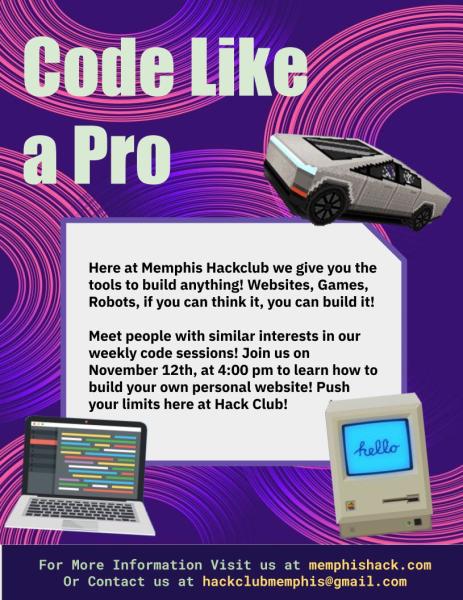 Code Like
a Pro
Here at Memphis Hackclub we give you the
tools to build anything! Websites, Games,
Robots, if you can think it, you can build it!
Meet people with similar interests in our
weekly code sessions! Join us on
November 12th, at 4:00 pm to learn how to
build your own personal website! Push
your limits here at Hack Club!
hello
For More Information Visit us at memphishack.com
Or Contact us at hackclubmemphis@gmail.com